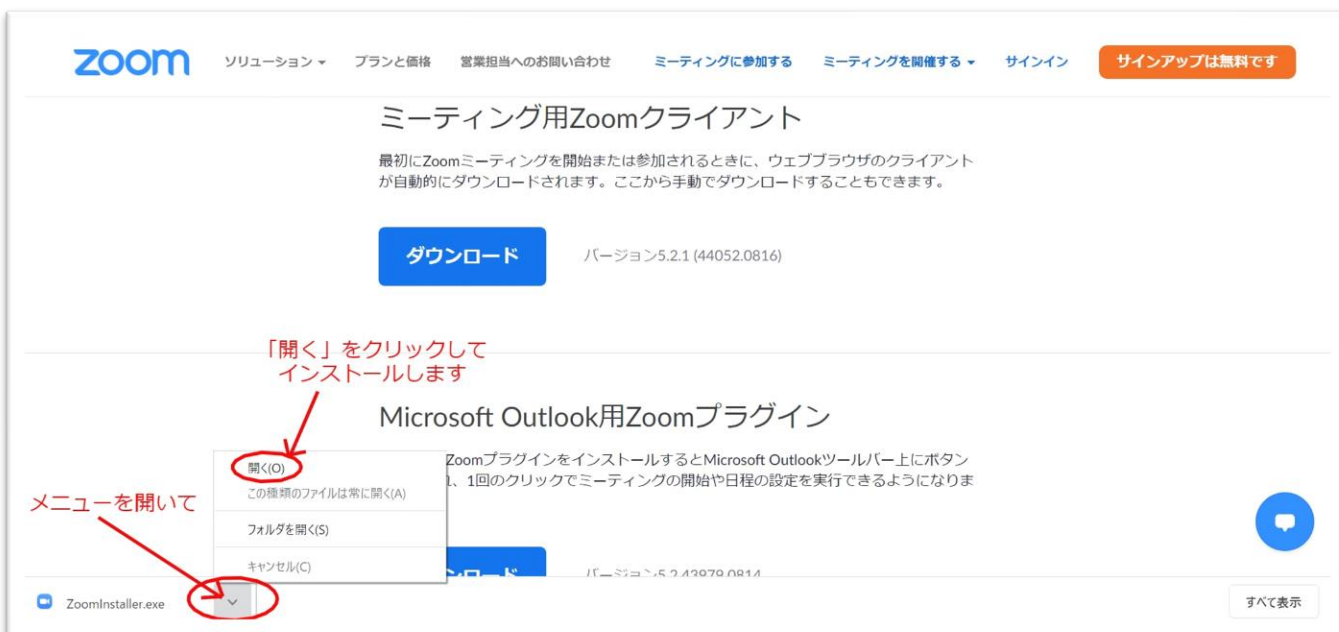 zoom ソリューション プランと価格 営業担当へのお問い合わせ ミーティングに参加する ミーティングを開催する サインイン サインアップは無料です
ミーティング用Zoomクライアント
最初にZoomミーティングを開始または参加されるときに、ウェブブラウザのクライアント
が自動的にダウンロードされます。ここから手動でダウンロードすることもできます。
ダウンロード バージョン5.2.1 (44052.0816)
「開く」をクリックして
インストールします
Microsoft Outlook用Zoomプラグイン
ZoomプラグインをインストールするとMicrosoft Outlookツールバー上にボタン
、1回のクリックでミーティングの開始や日程の設定を実行できるようになりま
開く(O)
この種類のファイルは常に開く(A)
フォルダを開く(S)
キャンセル(C)
メニューを開いて
バージョン5.2.43979.0814
ZoomInstaller.exe すべて表示